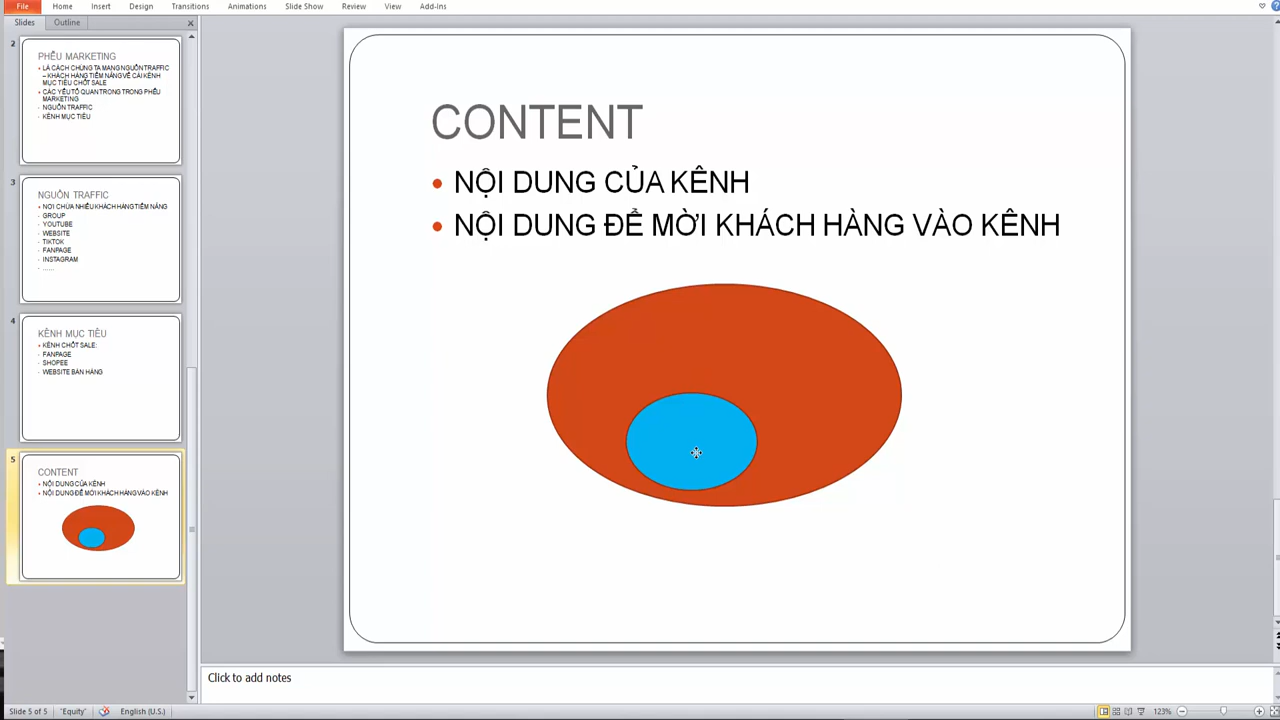 File Home Insert Design Transitions Animations Slide Show Review View Add-Ins
Slides Outline
2
PHỄU MARKETING
• LÀ CÁCH CHÚNG TA MANG NGUỒN TRAFFIC
– KHÁCH HÀNG TIỀM NĂNG VỀ CÁI KÊNH
MỤC TIÊU CHỐT SALE
• CÁC YẾU TỐ QUAN TRONG TRONG PHỄU
MARKETING
- NGUỒN TRAFFIC
- KÊNH MỤC TIÊU
3
NGUỒN TRAFFIC
• NƠI CHỨA NHIỀU KHÁCH HÀNG TIỀM NĂNG
- GROUP
- YOUTUBE
- WEBSITE
- TIKTOK
- FANPAGE
- INSTAGRAM
- ......
4
KÊNH MỤC TIÊU
• KÊNH CHỐT SALE:
- FANPAGE
- SHOPEE
- WEBSITE BÁN HÀNG
5
CONTENT
• NỘI DUNG CỦA KÊNH
• NỘI DUNG ĐỂ MỜI KHÁCH HÀNG VÀO KÊNH
CONTENT
• NỘI DUNG CỦA KÊNH
• NỘI DUNG ĐỂ MỜI KHÁCH HÀNG VÀO KÊNH
Click to add notes
Slide 5 of 5 "Equity" English (U.S.) 123%